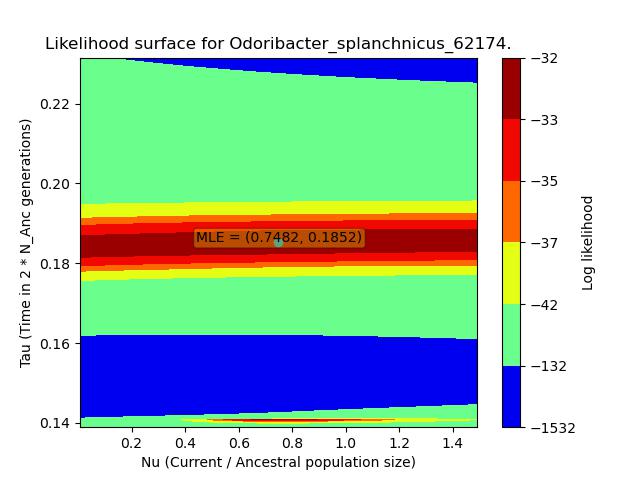 Likelihood surface for Odoribacter_splanchnicus_62174.
0.22
0.20
0.18
0.16
0.14
Tau (Time in 2 * N_Anc generations)
MLE = (0.7482, 0.1852)
0.2 0.4 0.6 0.8 1.0 1.2 1.4
Nu (Current / Ancestral population size)
−32
−33
−35
−37
−42
−132
−1532
Log likelihood